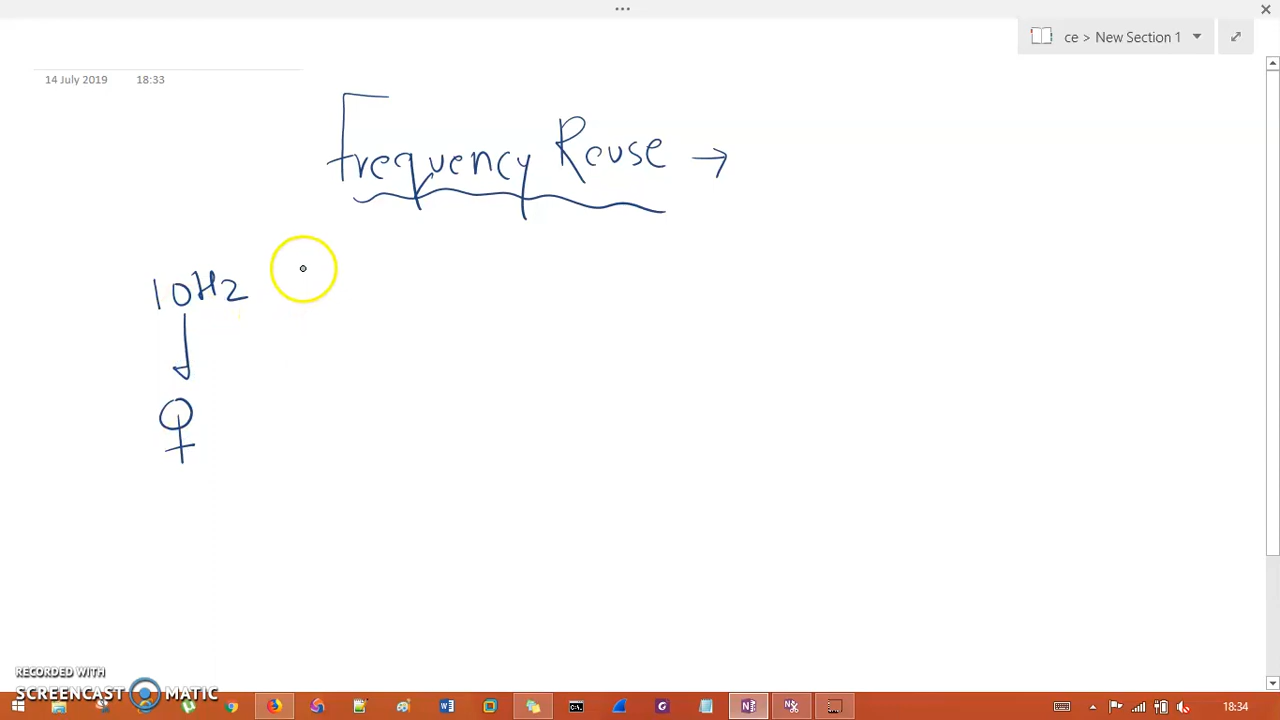 ce > New Section 1
14 July 2019 18:33
Frequency Reuse →
10Hz
RECORDED WITH
SCREENCAST MATIC
18:34